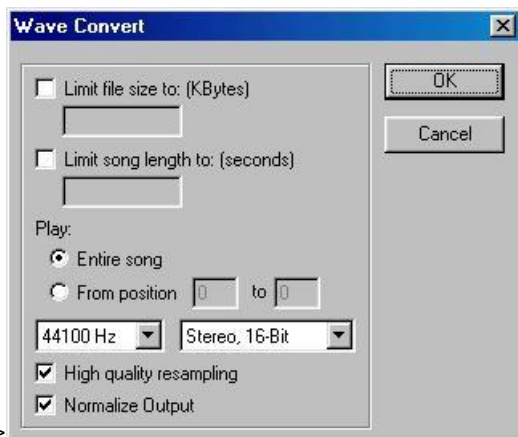 Wave Convert
Limit file size to: (KBytes)
OK
Cancel
Limit song length to: (seconds)
Play:
Entire song
From position 0 to 0
44100 Hz Stereo, 16-Bit
High quality resampling
Normalize Output
>